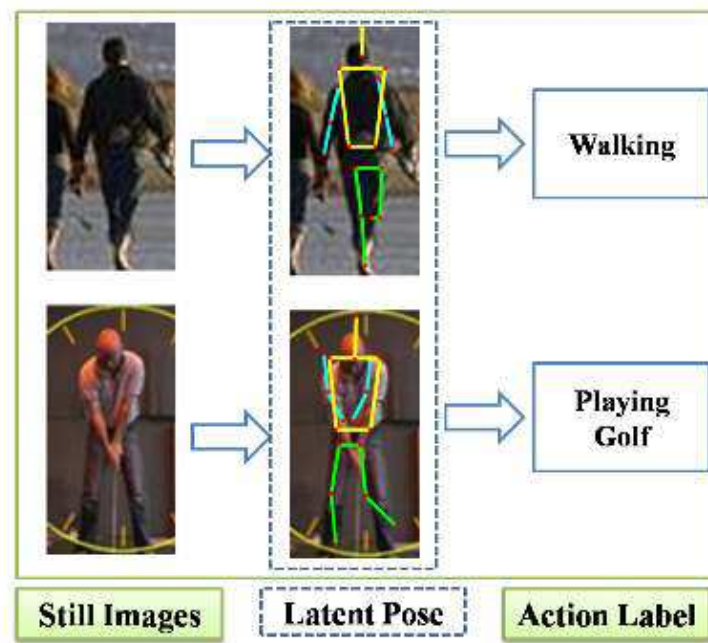 Walking
Playing
Golf
Still Images
Latent Pose
Action Label